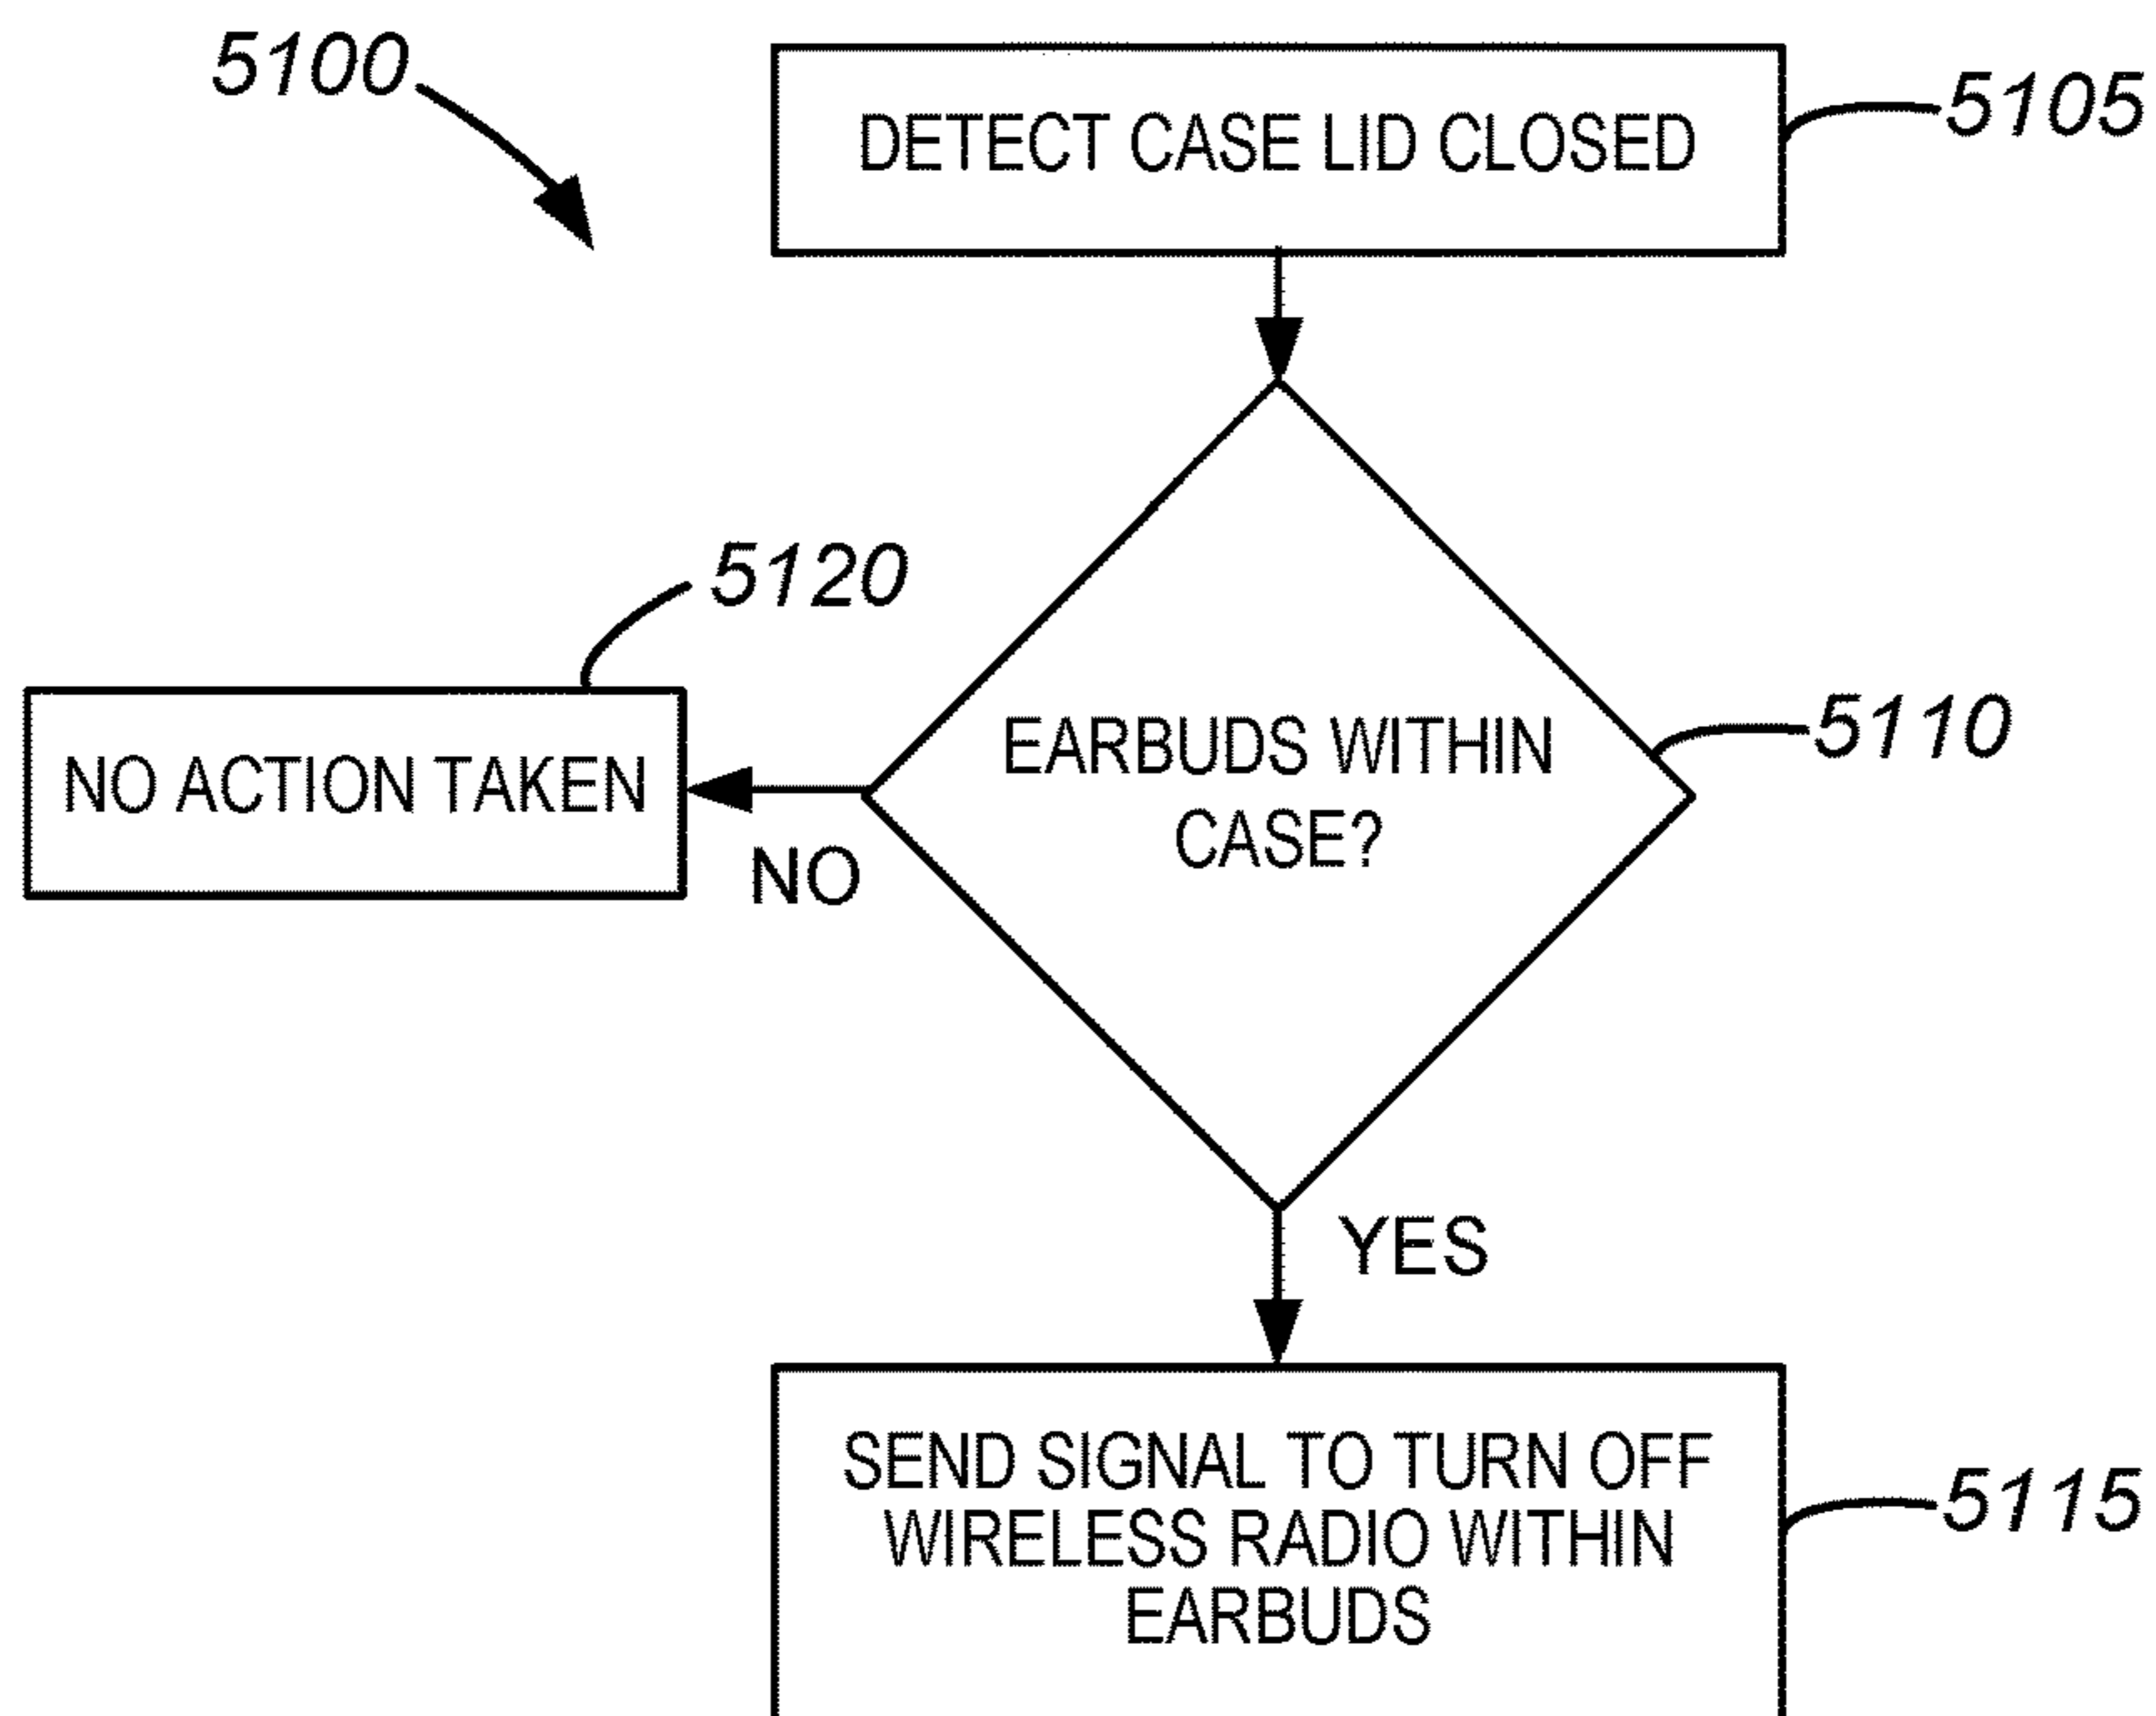 5100
DETECT CASE LID CLOSED
5105
5120
NO ACTION TAKEN
NO
EARBUDS WITHIN
CASE?
5110
YES
SEND SIGNAL TO TURN OFF
WIRELESS RADIO WITHIN
EARBUDS
5115